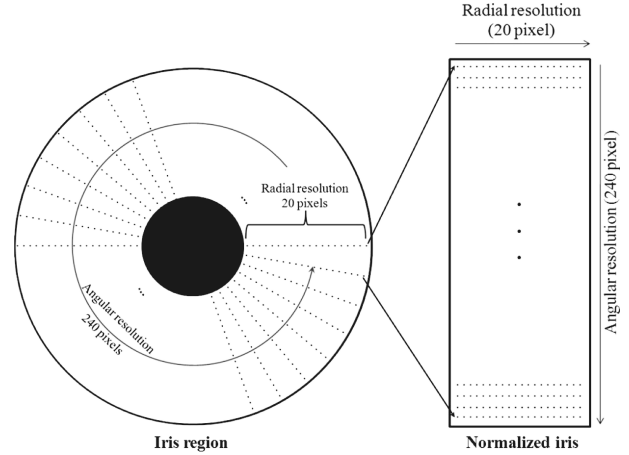 Radial resolution
(20 pixel)
Radial resolution
20 pixels
Angular resolution
240 pixels
Angular resolution (240 pixel)
Iris region
Normalized iris